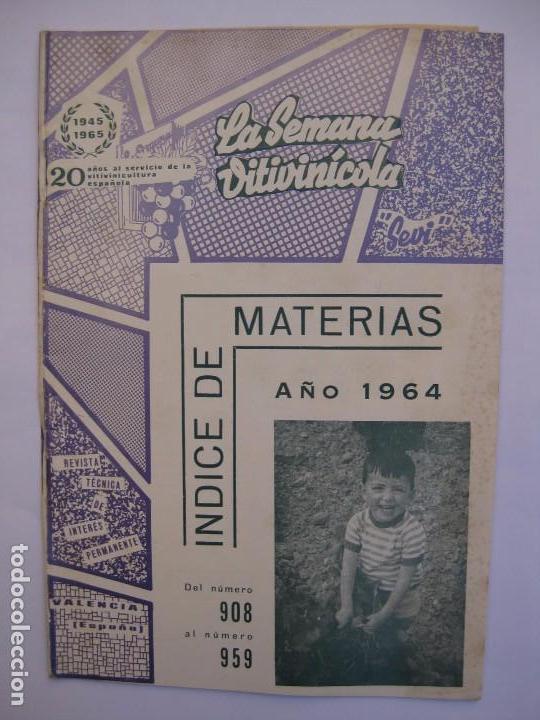 1945
1965
20 años al servicio de la
vitivinicultura
española
La Semana
Vitivinícola
"Sevi"
INDICE DE
MATERIAS
AÑO 1964
REVISTA
TÉCNICA
DE
INTERÉS
PERMANENTE
VALENCIA
(España)
Del número
908
al número
959
todocoleccion.net